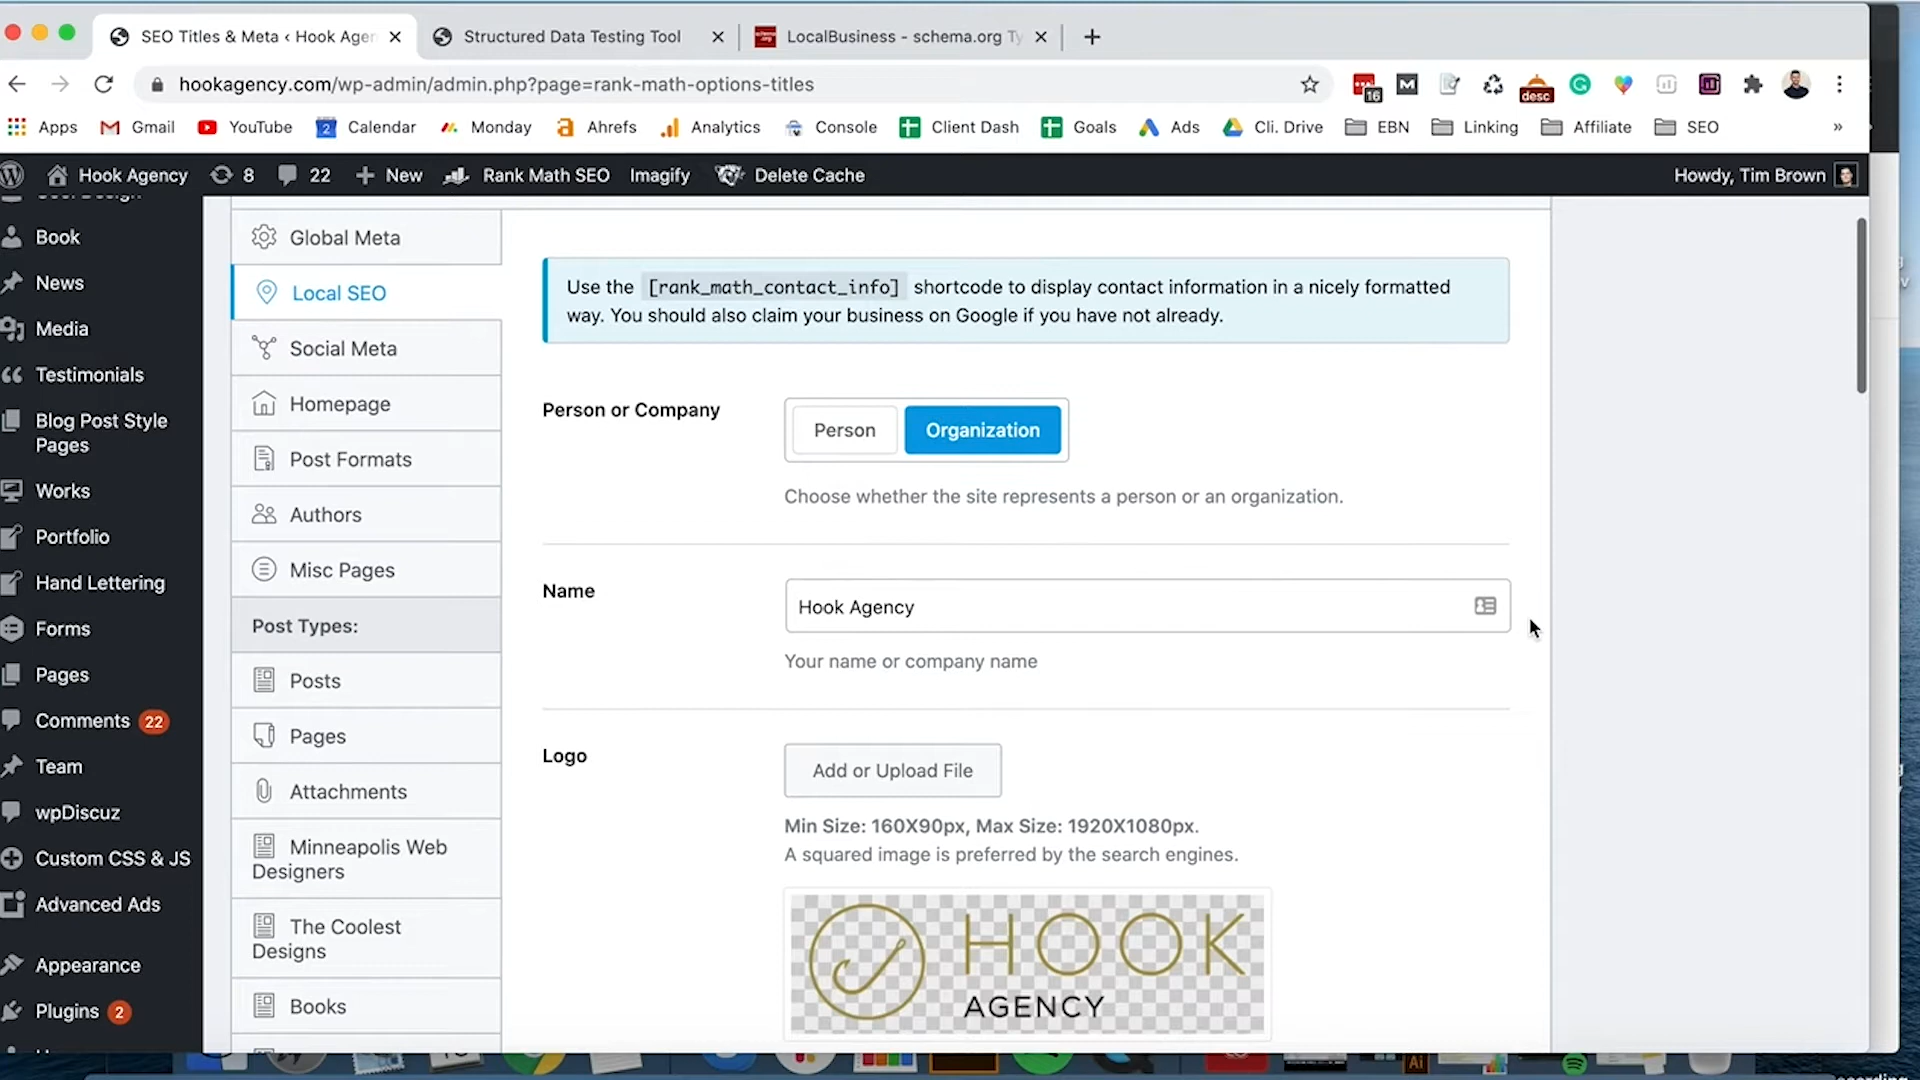 SEO Titles & Meta ‹ Hook Agen
Structured Data Testing Tool
LocalBusiness - schema.org Ty
hookagency.com/wp-admin/admin.php?page=rank-math-options-titles
16
desc
Apps
Gmail
YouTube
2 Calendar
Monday
Ahrefs
Analytics
Console
Client Dash
Goals
Ads
Cli. Drive
EBN
Linking
Affiliate
SEO
»
Hook Agency
8
22
New
Rank Math SEO
Imagify
Delete Cache
Howdy, Tim Brown
Book
News
Media
Testimonials
Blog Post Style
Pages
Works
Portfolio
Hand Lettering
Forms
Pages
Comments 22
Team
wpDiscuz
Custom CSS & JS
Advanced Ads
Appearance
Plugins 2
Global Meta
Local SEO
Social Meta
Homepage
Post Formats
Authors
Misc Pages
Post Types:
Posts
Pages
Attachments
Minneapolis Web
Designers
The Coolest
Designs
Books
Use the [rank_math_contact_info] shortcode to display contact information in a nicely formatted
way. You should also claim your business on Google if you have not already.
Person or Company
Person
Organization
Choose whether the site represents a person or an organization.
Name
Hook Agency
Your name or company name
Logo
Add or Upload File
Min Size: 160X90px, Max Size: 1920X1080px.
A squared image is preferred by the search engines.
HOOK
AGENCY
Ai